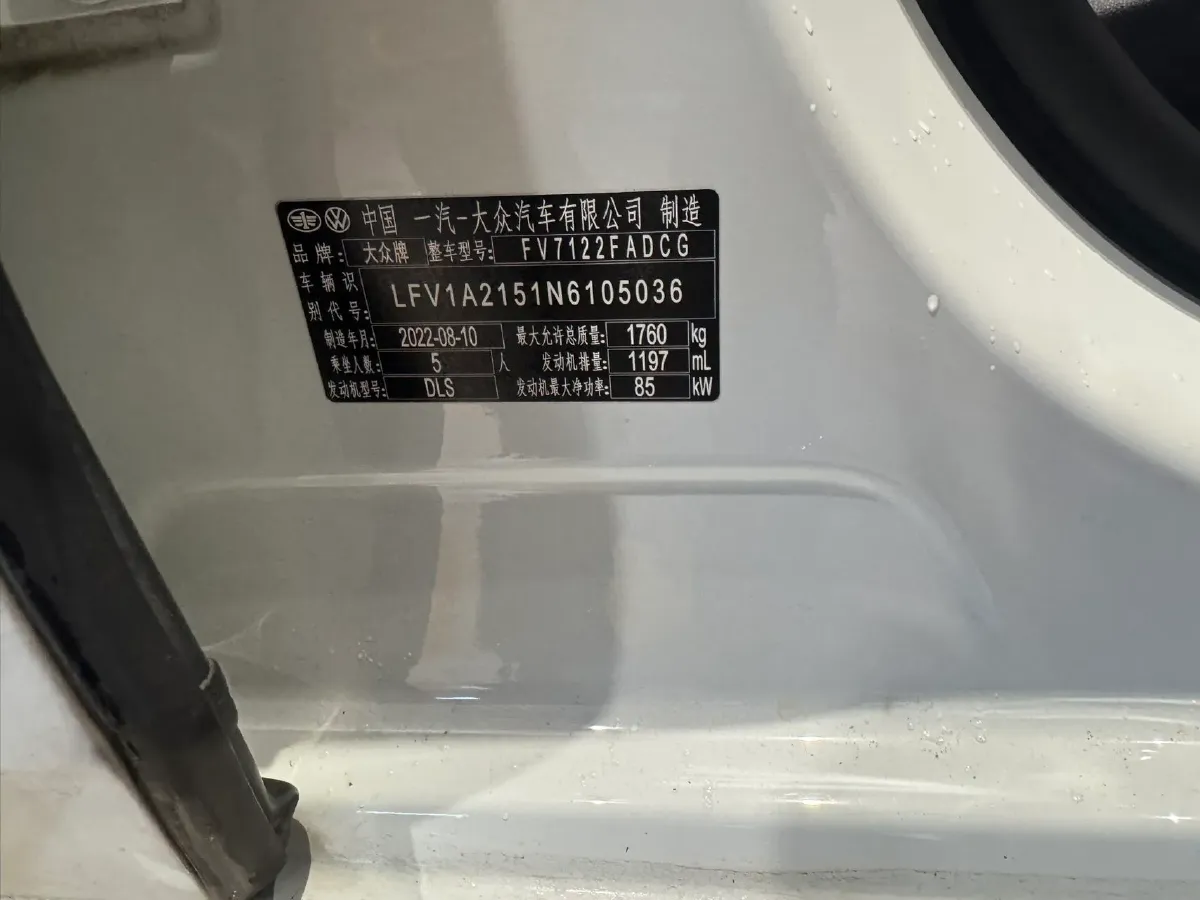 中国 一汽-大众汽车有限公司 制造
品牌: 大众牌 整车型号: FV7122FADCG
车辆识别代号: LFV1A2151N6105036
制造年月: 2022-08-10 最大允许总质量: 1760 kg
乘坐人数: 5 人 发动机排量: 1197 mL
发动机型号: DLS 发动机最大净功率: 85 kW